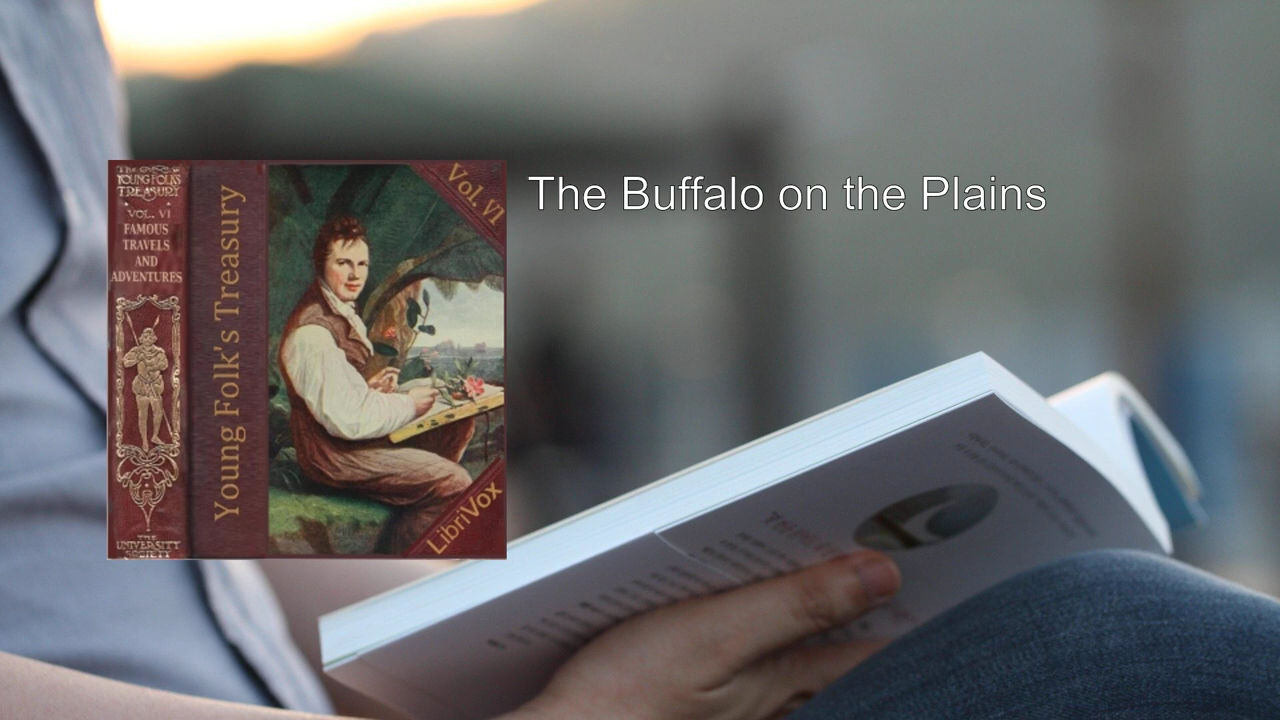 THE
YOUNG FOLKS
TREASURY
VOL. VI
FAMOUS
TRAVELS
AND
ADVENTURES
THE
UNIVERSITY
SOCIETY
Young Folk's Treasury
Vol. VI
LibriVox
The Buffalo on the Plains